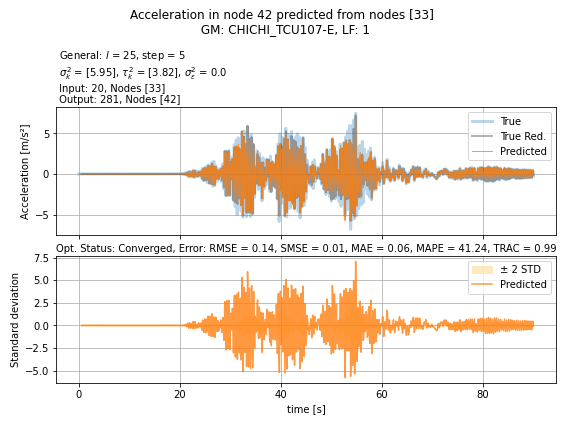 Acceleration in node 42 predicted from nodes [33]
GM: CHICHI_TCU107-E, LF: 1
General: l = 25, step = 5
σ²ₖ = [5.95], τ²ₖ = [3.82], σ²ε = 0.0
Input: 20, Nodes [33]
Output: 281, Nodes [42]
Acceleration [m/s²]
5
0
−5
True
True Red.
Predicted
Opt. Status: Converged, Error: RMSE = 0.14, SMSE = 0.01, MAE = 0.06, MAPE = 41.24, TRAC = 0.99
Standard deviation
7.5
5.0
2.5
0.0
−2.5
−5.0
± 2 STD
Predicted
0 20 40 60 80
time [s]